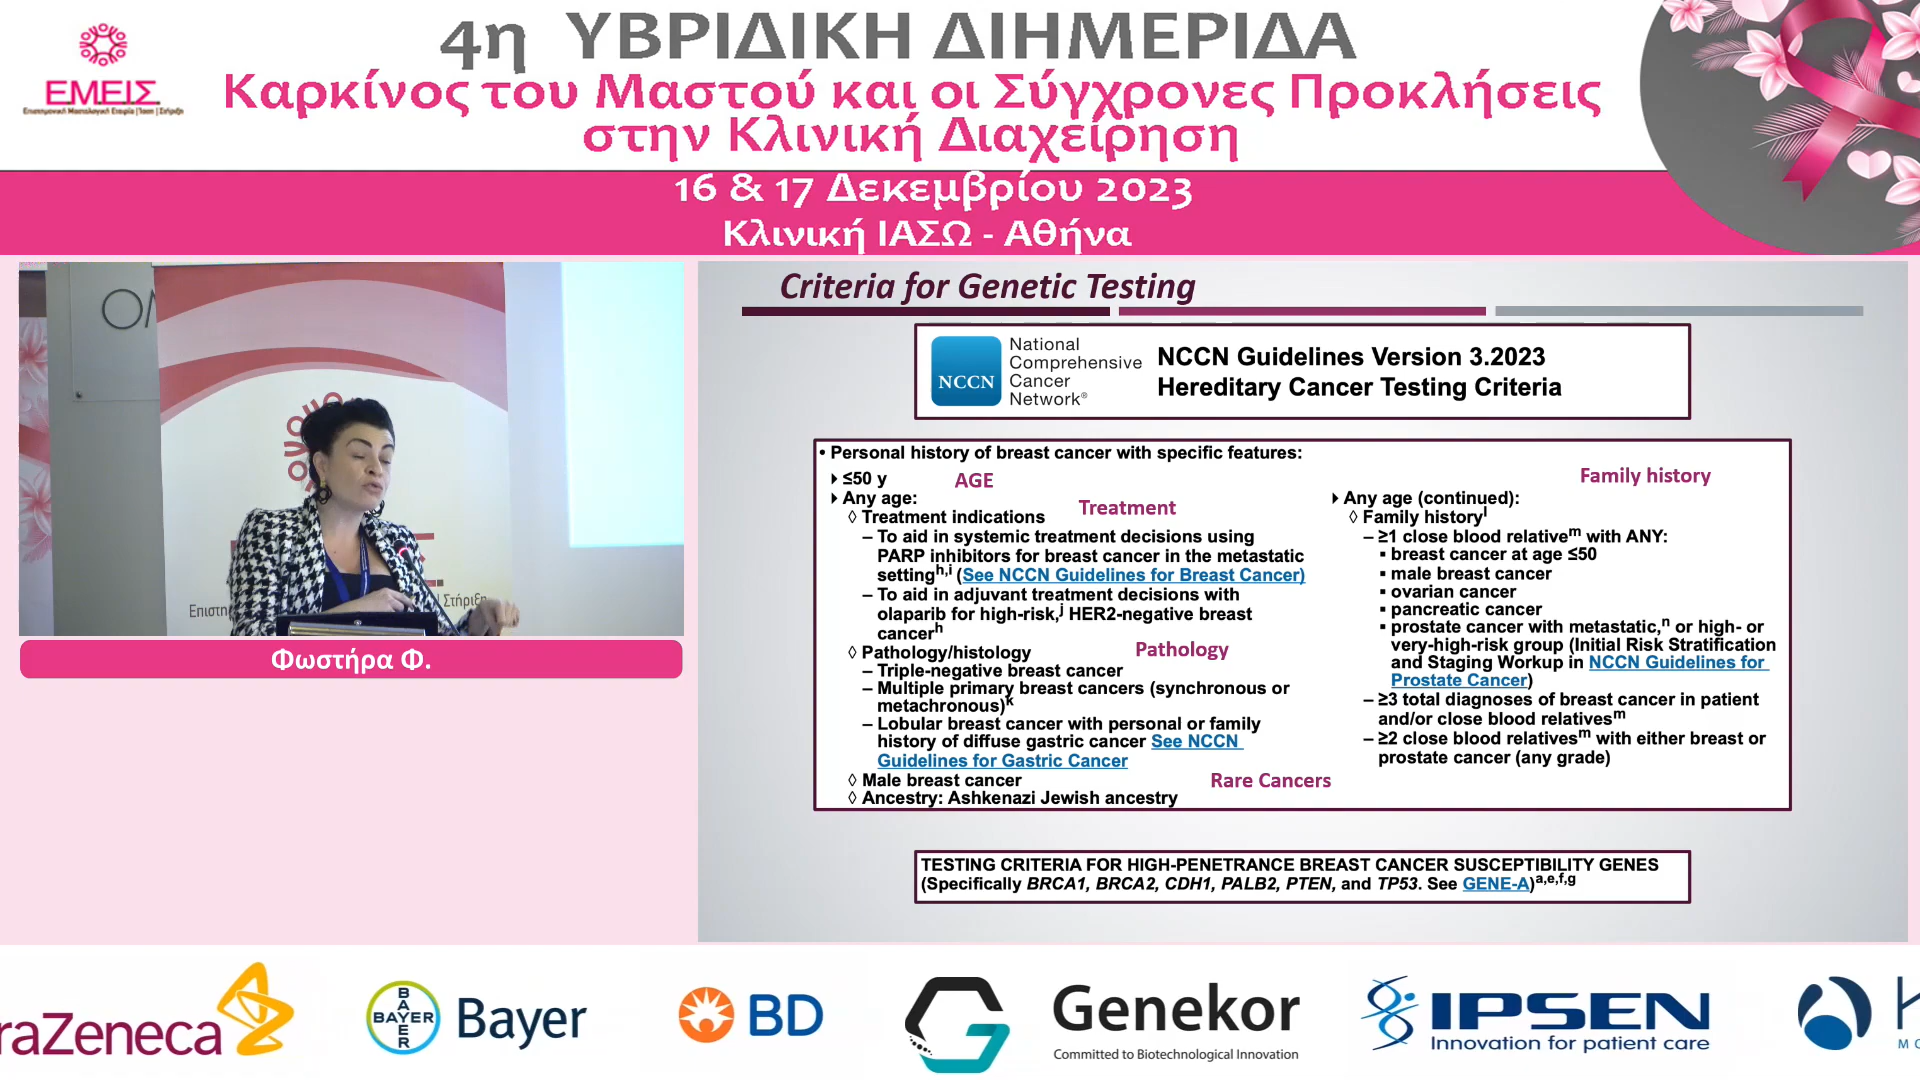 4η ΥΒΡΙΔΙΚΗ ΔΙΗΜΕΡΙΔΑ
Καρκίνος του Μαστού και οι Σύγχρονες Προκλήσεις
στην Κλινική Διαχείρηση
16 & 17 Δεκεμβρίου 2023
Κλινική ΙΑΣΩ - Αθήνα
ΕΜΕΙΣ
Επιστημονική Μαστολογική Εταιρία | Ίαση | Στήριξη
Επιστη
Στήριξη
Φωστήρα Φ.
Criteria for Genetic Testing
NCCN
National
Comprehensive
Cancer
Network®
NCCN Guidelines Version 3.2023
Hereditary Cancer Testing Criteria
• Personal history of breast cancer with specific features:
≤50 y
AGE
Any age:
Treatment
◊ Treatment indications
– To aid in systemic treatment decisions using
PARP inhibitors for breast cancer in the metastatic
settingh,i (See NCCN Guidelines for Breast Cancer)
– To aid in adjuvant treatment decisions with
olaparib for high-risk,j HER2-negative breast
cancerh
◊ Pathology/histology
Pathology
– Triple-negative breast cancer
– Multiple primary breast cancers (synchronous or
metachronous)k
– Lobular breast cancer with personal or family
history of diffuse gastric cancer See NCCN
Guidelines for Gastric Cancer
◊ Male breast cancer
Rare Cancers
◊ Ancestry: Ashkenazi Jewish ancestry
Family history
Any age (continued):
◊ Family historyl
– ≥1 close blood relativem with ANY:
▪ breast cancer at age ≤50
▪ male breast cancer
▪ ovarian cancer
▪ pancreatic cancer
▪ prostate cancer with metastatic,n or high- or
very-high-risk group (Initial Risk Stratification
and Staging Workup in NCCN Guidelines for
Prostate Cancer)
– ≥3 total diagnoses of breast cancer in patient
and/or close blood relativesm
– ≥2 close blood relativesm with either breast or
prostate cancer (any grade)
TESTING CRITERIA FOR HIGH-PENETRANCE BREAST CANCER SUSCEPTIBILITY GENES
(Specifically BRCA1, BRCA2, CDH1, PALB2, PTEN, and TP53. See GENE-A)a,e,f,g
raZeneca
BAYER
BAYER
Bayer
BD
Genekor
Committed to Biotechnological Innovation
IPSEN
Innovation for patient care